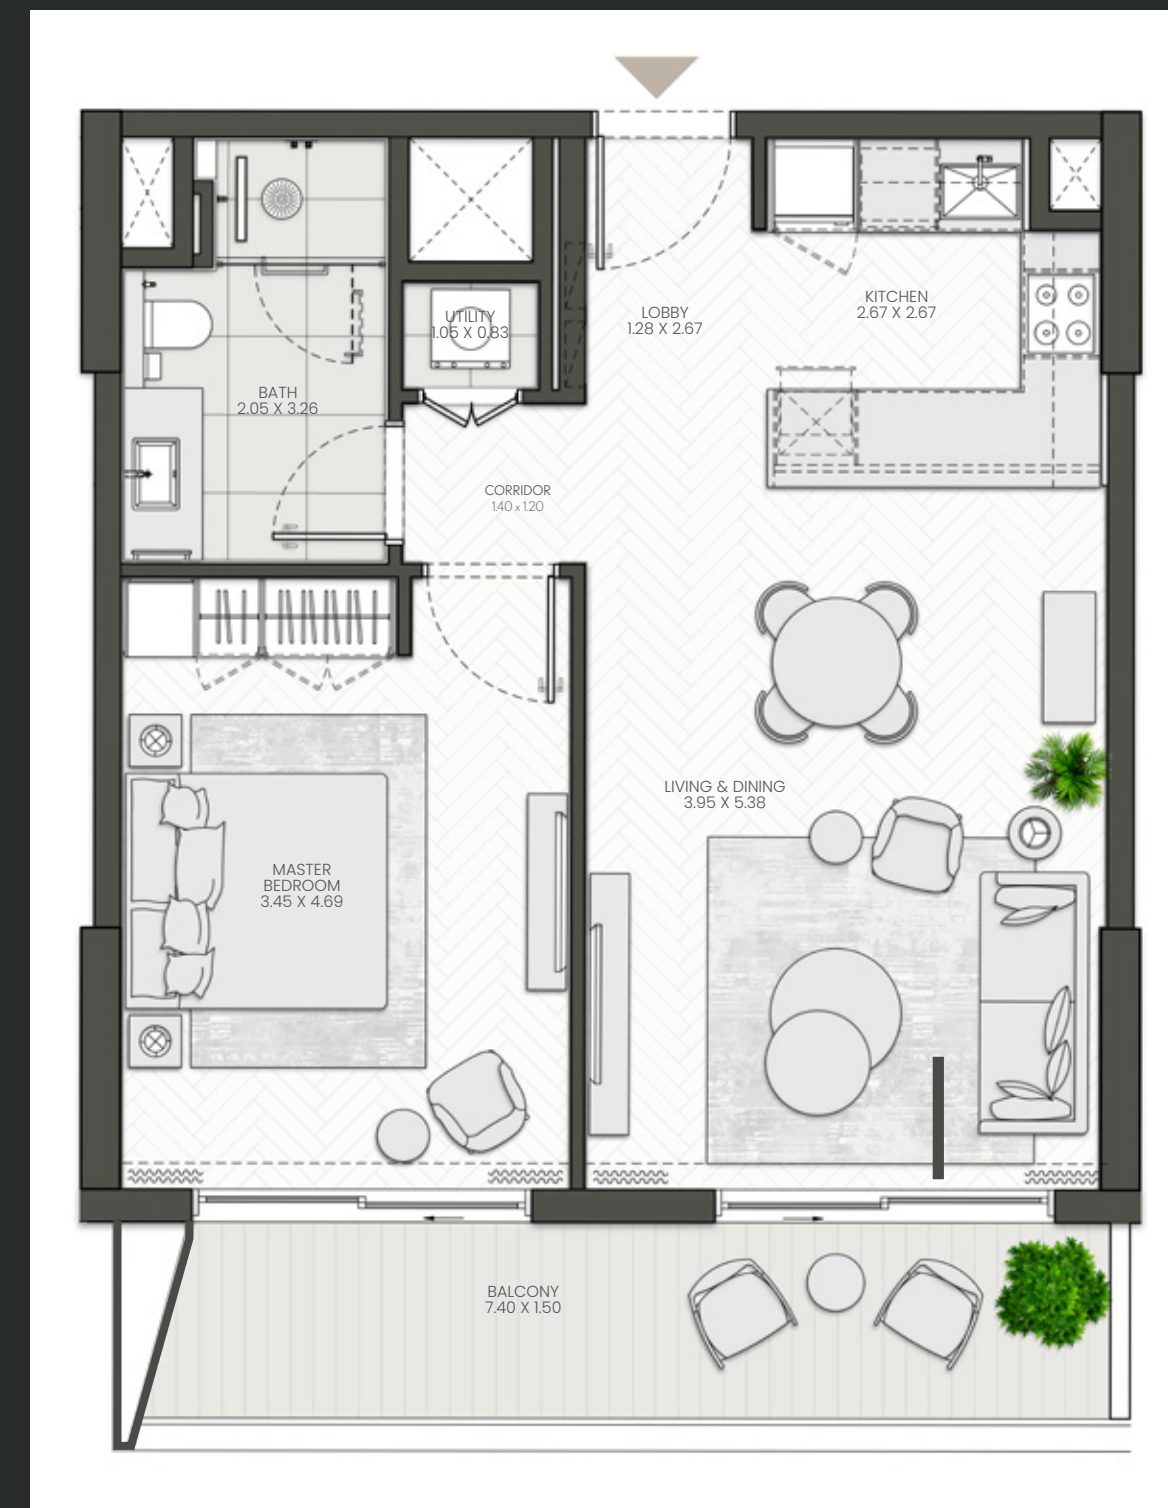 UTILITY
1.05 X 0.83
LOBBY
1.28 X 2.67
KITCHEN
2.67 X 2.67
BATH
2.05 X 3.26
CORRIDOR
1.40 x 1.20
LIVING & DINING
3.95 X 5.38
MASTER
BEDROOM
3.45 X 4.69
BALCONY
7.40 X 1.50